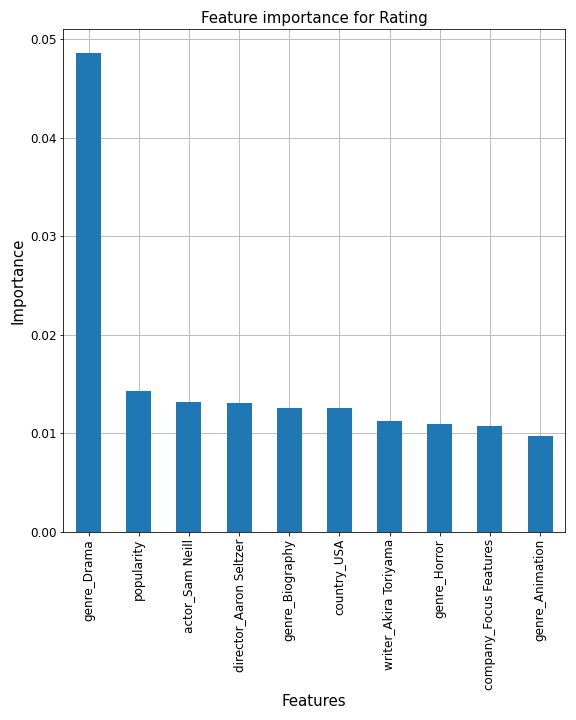 Feature importance for Rating
0.05
0.04
0.03
0.02
0.01
0.00
Importance
genre_Drama
popularity
actor_Sam Neill
director_Aaron Seltzer
genre_Biography
country_USA
writer_Akira Toriyama
genre_Horror
company_Focus Features
genre_Animation
Features